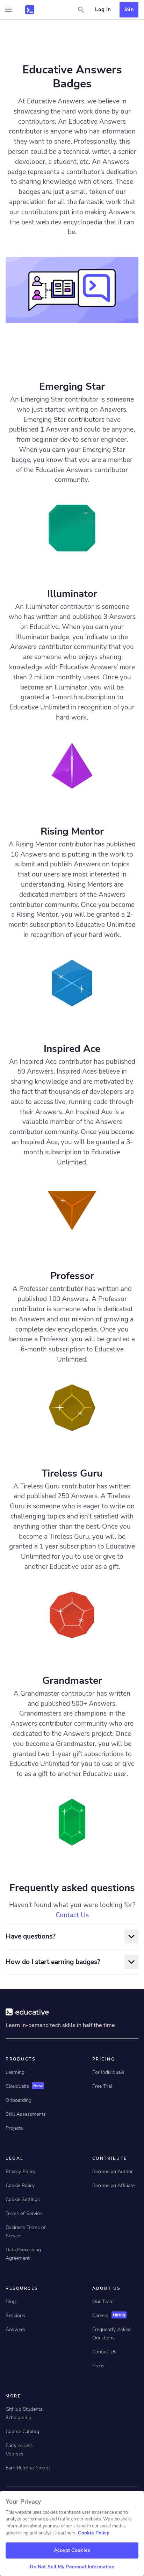 Log In
Join
Educative Answers
Badges
At Educative Answers, we believe in
showcasing the work done by our
contributors. An Educative Answers
contributor is anyone who has information
they want to share. Professionally, this
person could be a technical writer, a senior
developer, a student, etc. An Answers
badge represents a contributor's dedication
to sharing knowledge with others. These
badges are just a small token of our
appreciation for all the fantastic work that
our contributors put into making Answers
the best web dev encyclopedia that it can
be.
Emerging Star
An Emerging Star contributor is someone
who just started writing on Answers.
Emerging Star contributors have
published 1 Answer and could be anyone,
from beginner dev to senior engineer.
When you earn your Emerging Star
badge, you know that you are a member
of the Educative Answers contributor
community.
Illuminator
An Illuminator contributor is someone
who has written and published 3 Answers
on Educative. When you earn your
Illuminator badge, you initiate to the
Answers contributor community that you
are someone who enjoys sharing
knowledge with Educative Answers' more
than 2 million monthly users. Once you
become an Illuminator, you will be
granted a 1-month subscription to
Educative Unlimited in recognition of your
hard work.
Rising Mentor
A Rising Mentor contributor has published
10 Answers and is putting in the work to
submit and publish Answers on topics
that our users are most interested in
understanding. Rising Mentors are
dedicated members of the Answers
contributor community. Once you become
a Rising Mentor, you will be granted a 2-
month subscription to Educative Unlimited
in recognition of your hard work.
Inspired Ace
An Inspired Ace contributor has published
50 Answers. Inspired Aces believe in
sharing knowledge and are motivated by
the fact that thousands of developers are
able to access live, running code through
their Answers. An Inspired Ace is a
valuable member of the Answers
contributor community. Once you become
an Inspired Ace, you will be granted a 3-
month subscription to Educative
Unlimited.
Professor
A Professor contributor has written and
published 100 Answers. A Professor
contributor is someone who is dedicated
to Answers and our mission of growing a
complete dev encyclopedia. Once you
become a Professor, you will be granted a
6-month subscription to Educative
Unlimited.
Tireless Guru
A Tireless Guru contributor has written
and published 250 Answers. A Tireless
Guru is someone who is eager to work on
challenging topics and isn't satisfied with
anything other than the best. Once you
become a Tireless Guru, you will be
granted a 1 year subscription to Educative
Unlimited for you to use or give to
another Educative user as a gift.
Grandmaster
A Grandmaster contributor has written
and published 500+ Answers.
Grandmasters are champions in the
Answers contributor community who are
dedicated to the Answers project. Once
you become a Grandmaster, you will be
granted two 1-year gift subscriptions to
Educative Unlimited for you to use or give
to as a gift to another Educative user.
Frequently asked questions
Haven't found what you were looking for?
Contact Us
Have questions?
How do I start earning badges?
educative
Learn in-demand tech skills in half the time
PRODUCTS
PRICING
Learning
For Individuals
CloudLabs New
Free Trial
Onboarding
Skill Assessments
Projects
LEGAL
CONTRIBUTE
Privacy Policy
Become an Author
Cookie Policy
Become an Affiliate
Cookie Settings
Terms of Service
Business Terms of
Service
Data Processing
Agreement
RESOURCES
ABOUT US
Blog
Our Team
Sessions
Careers Hiring
Answers
Frequently Asked
Questions
Contact Us
Press
MORE
GitHub Students
Scholarship
Course Catalog
Early Access
Courses
Earn Referral Credits
Your Privacy
This website uses cookies to enhance user experience and to analyze
performance and traffic on our website. We also share information about
your use of our site with our social media, advertising and analytics
partners. Cookie Policy
Accept Cookies
Do Not Sell My Personal Information